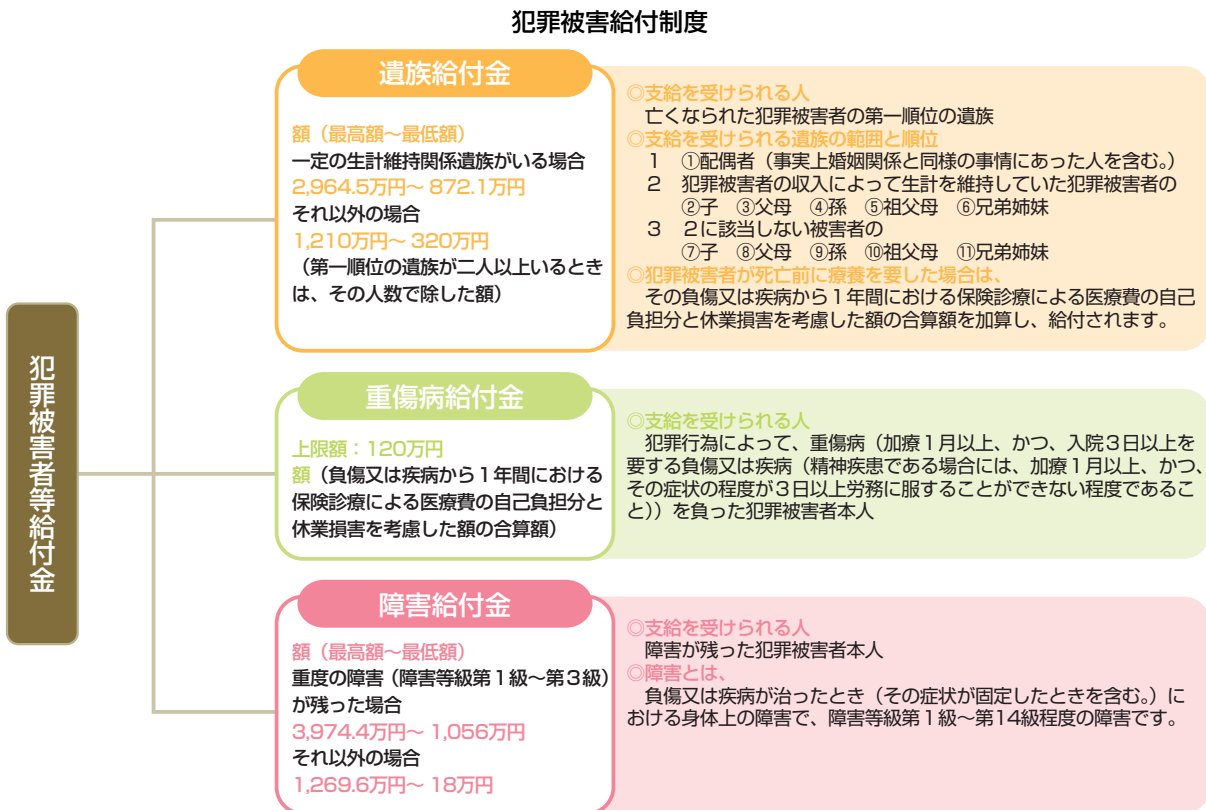 犯罪被害給付制度
犯罪被害者等給付金
遺族給付金
額（最高額～最低額）
一定の生計維持関係遺族がいる場合
2,964.5万円～ 872.1万円
それ以外の場合
1,210万円～ 320万円
（第一順位の遺族が二人以上いるとき
は、その人数で除した額）
◎支給を受けられる人
亡くなられた犯罪被害者の第一順位の遺族
◎支給を受けられる遺族の範囲と順位
１　①配偶者（事実上婚姻関係と同様の事情にあった人を含む。）
２　犯罪被害者の収入によって生計を維持していた犯罪被害者の
②子　③父母　④孫　⑤祖父母　⑥兄弟姉妹
３　２に該当しない被害者の
⑦子　⑧父母　⑨孫　⑩祖父母　⑪兄弟姉妹
◎犯罪被害者が死亡前に療養を要した場合は、
その負傷又は疾病から１年間における保険診療による医療費の自己
負担分と休業損害を考慮した額の合算額を加算し、給付されます。
重傷病給付金
上限額：120万円
額（負傷又は疾病から１年間における
保険診療による医療費の自己負担分と
休業損害を考慮した額の合算額）
◎支給を受けられる人
犯罪行為によって、重傷病（加療１月以上、かつ、入院３日以上を
要する負傷又は疾病（精神疾患である場合には、加療１月以上、かつ、
その症状の程度が３日以上労務に服することができない程度であるこ
と））を負った犯罪被害者本人
障害給付金
額（最高額～最低額）
重度の障害（障害等級第１級～第３級）
が残った場合
3,974.4万円～ 1,056万円
それ以外の場合
1,269.6万円～ 18万円
◎支給を受けられる人
障害が残った犯罪被害者本人
◎障害とは、
負傷又は疾病が治ったとき（その症状が固定したときを含む。）に
おける身体上の障害で、障害等級第１級～第14級程度の障害です。